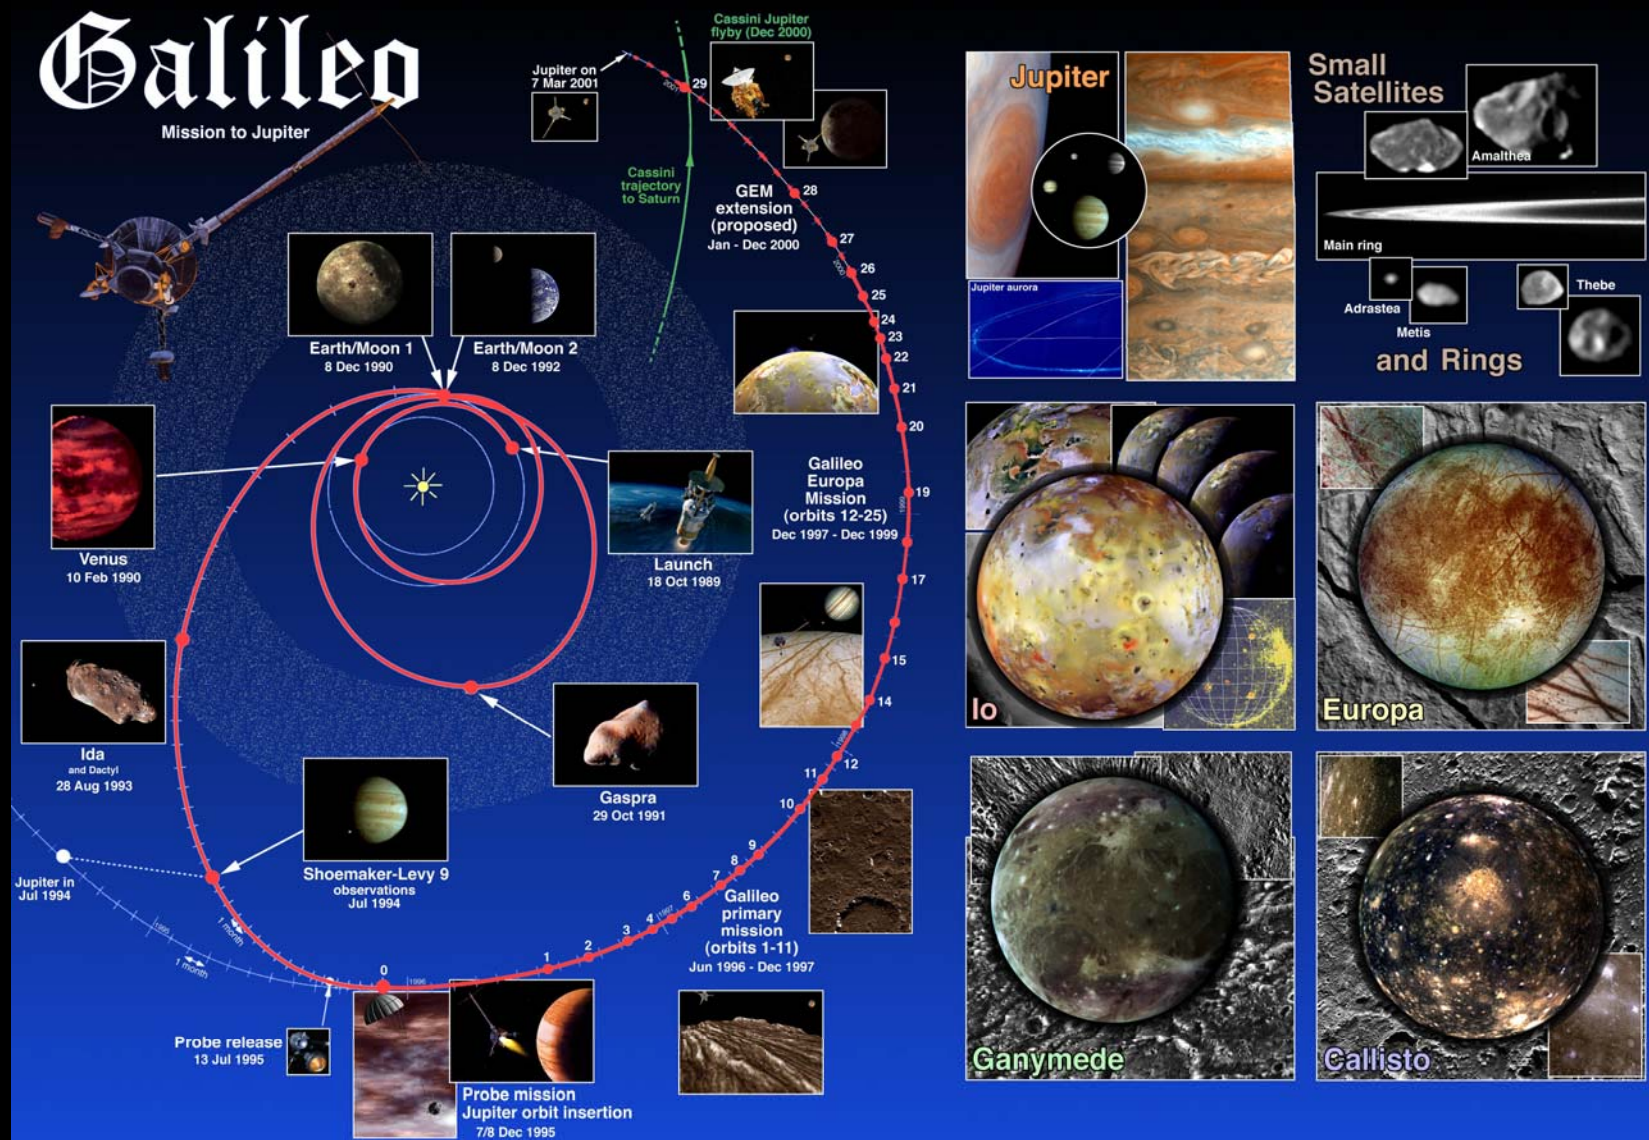 Galileo
Mission to Jupiter
Jupiter on
7 Mar 2001
Cassini Jupiter
flyby (Dec 2000)
2001
29
Cassini
trajectory
to Saturn
GEM
extension
(proposed)
Jan - Dec 2000
28
27
2000
26
25
24
23
22
21
20
19
1999
17
15
14
1998
12
11
10
9
8
7
6
1997
4
3
2
1
1996
0
Earth/Moon 1
8 Dec 1990
Earth/Moon 2
8 Dec 1992
Venus
10 Feb 1990
Launch
18 Oct 1989
Galileo
Europa
Mission
(orbits 12-25)
Dec 1997 - Dec 1999
Ida
and Dactyl
28 Aug 1993
Gaspra
29 Oct 1991
Shoemaker-Levy 9
observations
Jul 1994
Jupiter in
Jul 1994
1995
1 month
1 month
Galileo
primary
mission
(orbits 1-11)
Jun 1996 - Dec 1997
Probe release
13 Jul 1995
Probe mission
Jupiter orbit insertion
7/8 Dec 1995
Jupiter
Jupiter aurora
Small
Satellites
Amalthea
Main ring
Adrastea
Metis
Thebe
and Rings
Io
Europa
Ganymede
Callisto